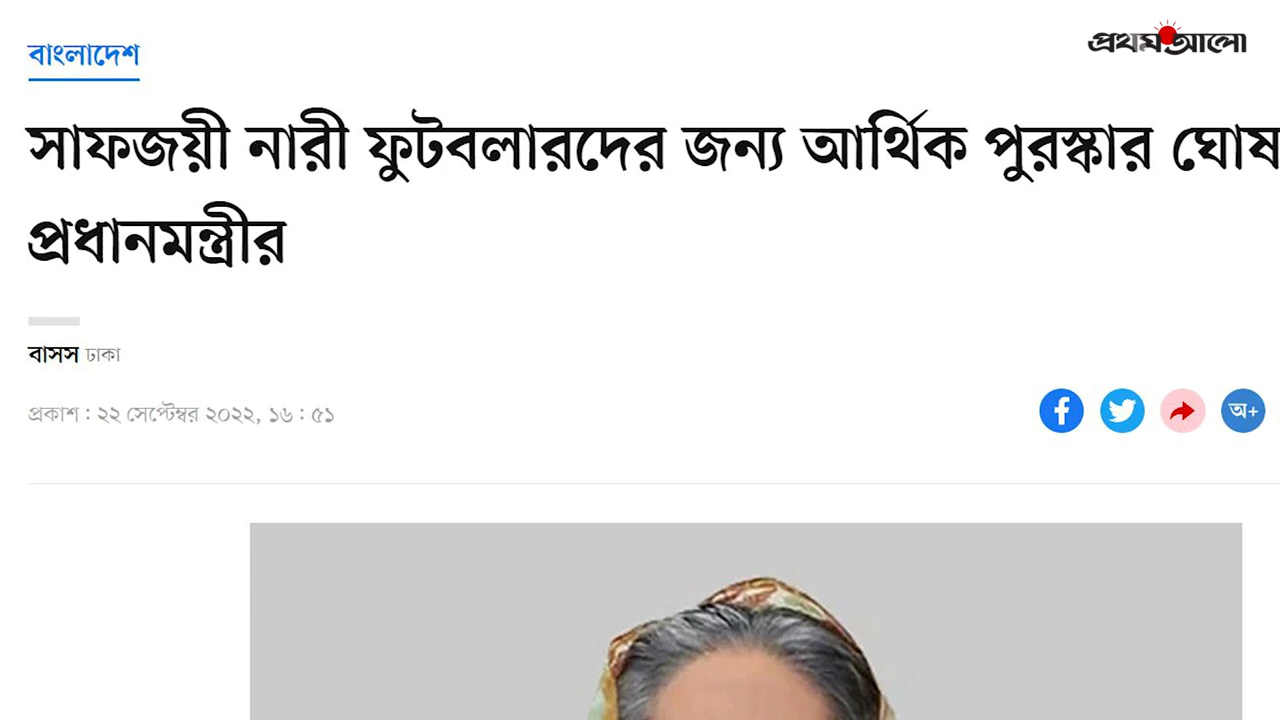 বাংলাদেশ
প্রথম আলো
সাফজয়ী নারী ফুটবলারদের জন্য আর্থিক পুরস্কার ঘোষ
প্রধানমন্ত্রীর
বাসস ঢাকা
প্রকাশ : ২২ সেপ্টেম্বর ২০২২, ১৬ : ৫১
অ+